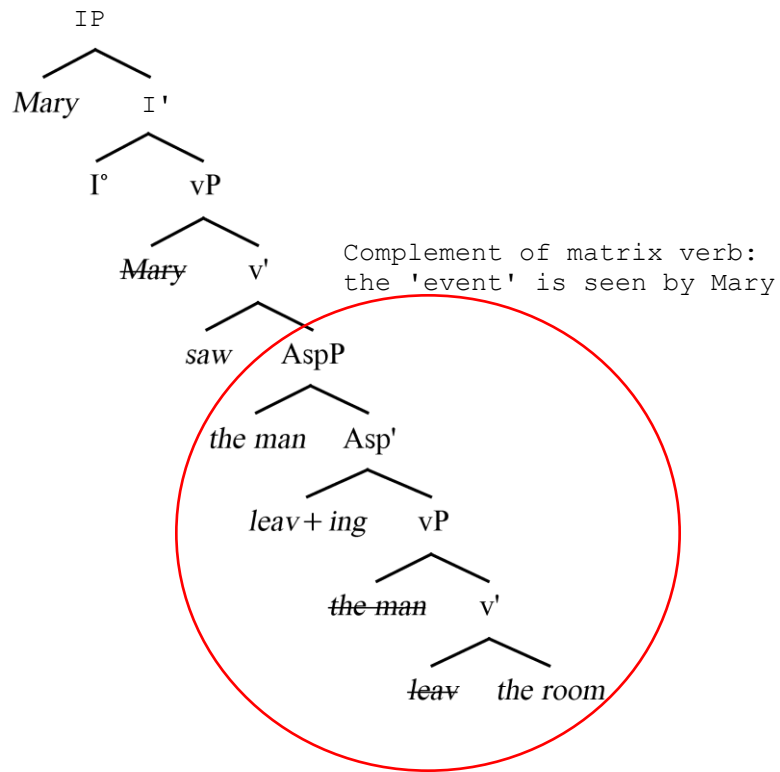 IP
Mary I'
I° vP
Mary v'
Complement of matrix verb:
the 'event' is seen by Mary
saw AspP
the man Asp'
leav+ing vP
the man v'
leav the room